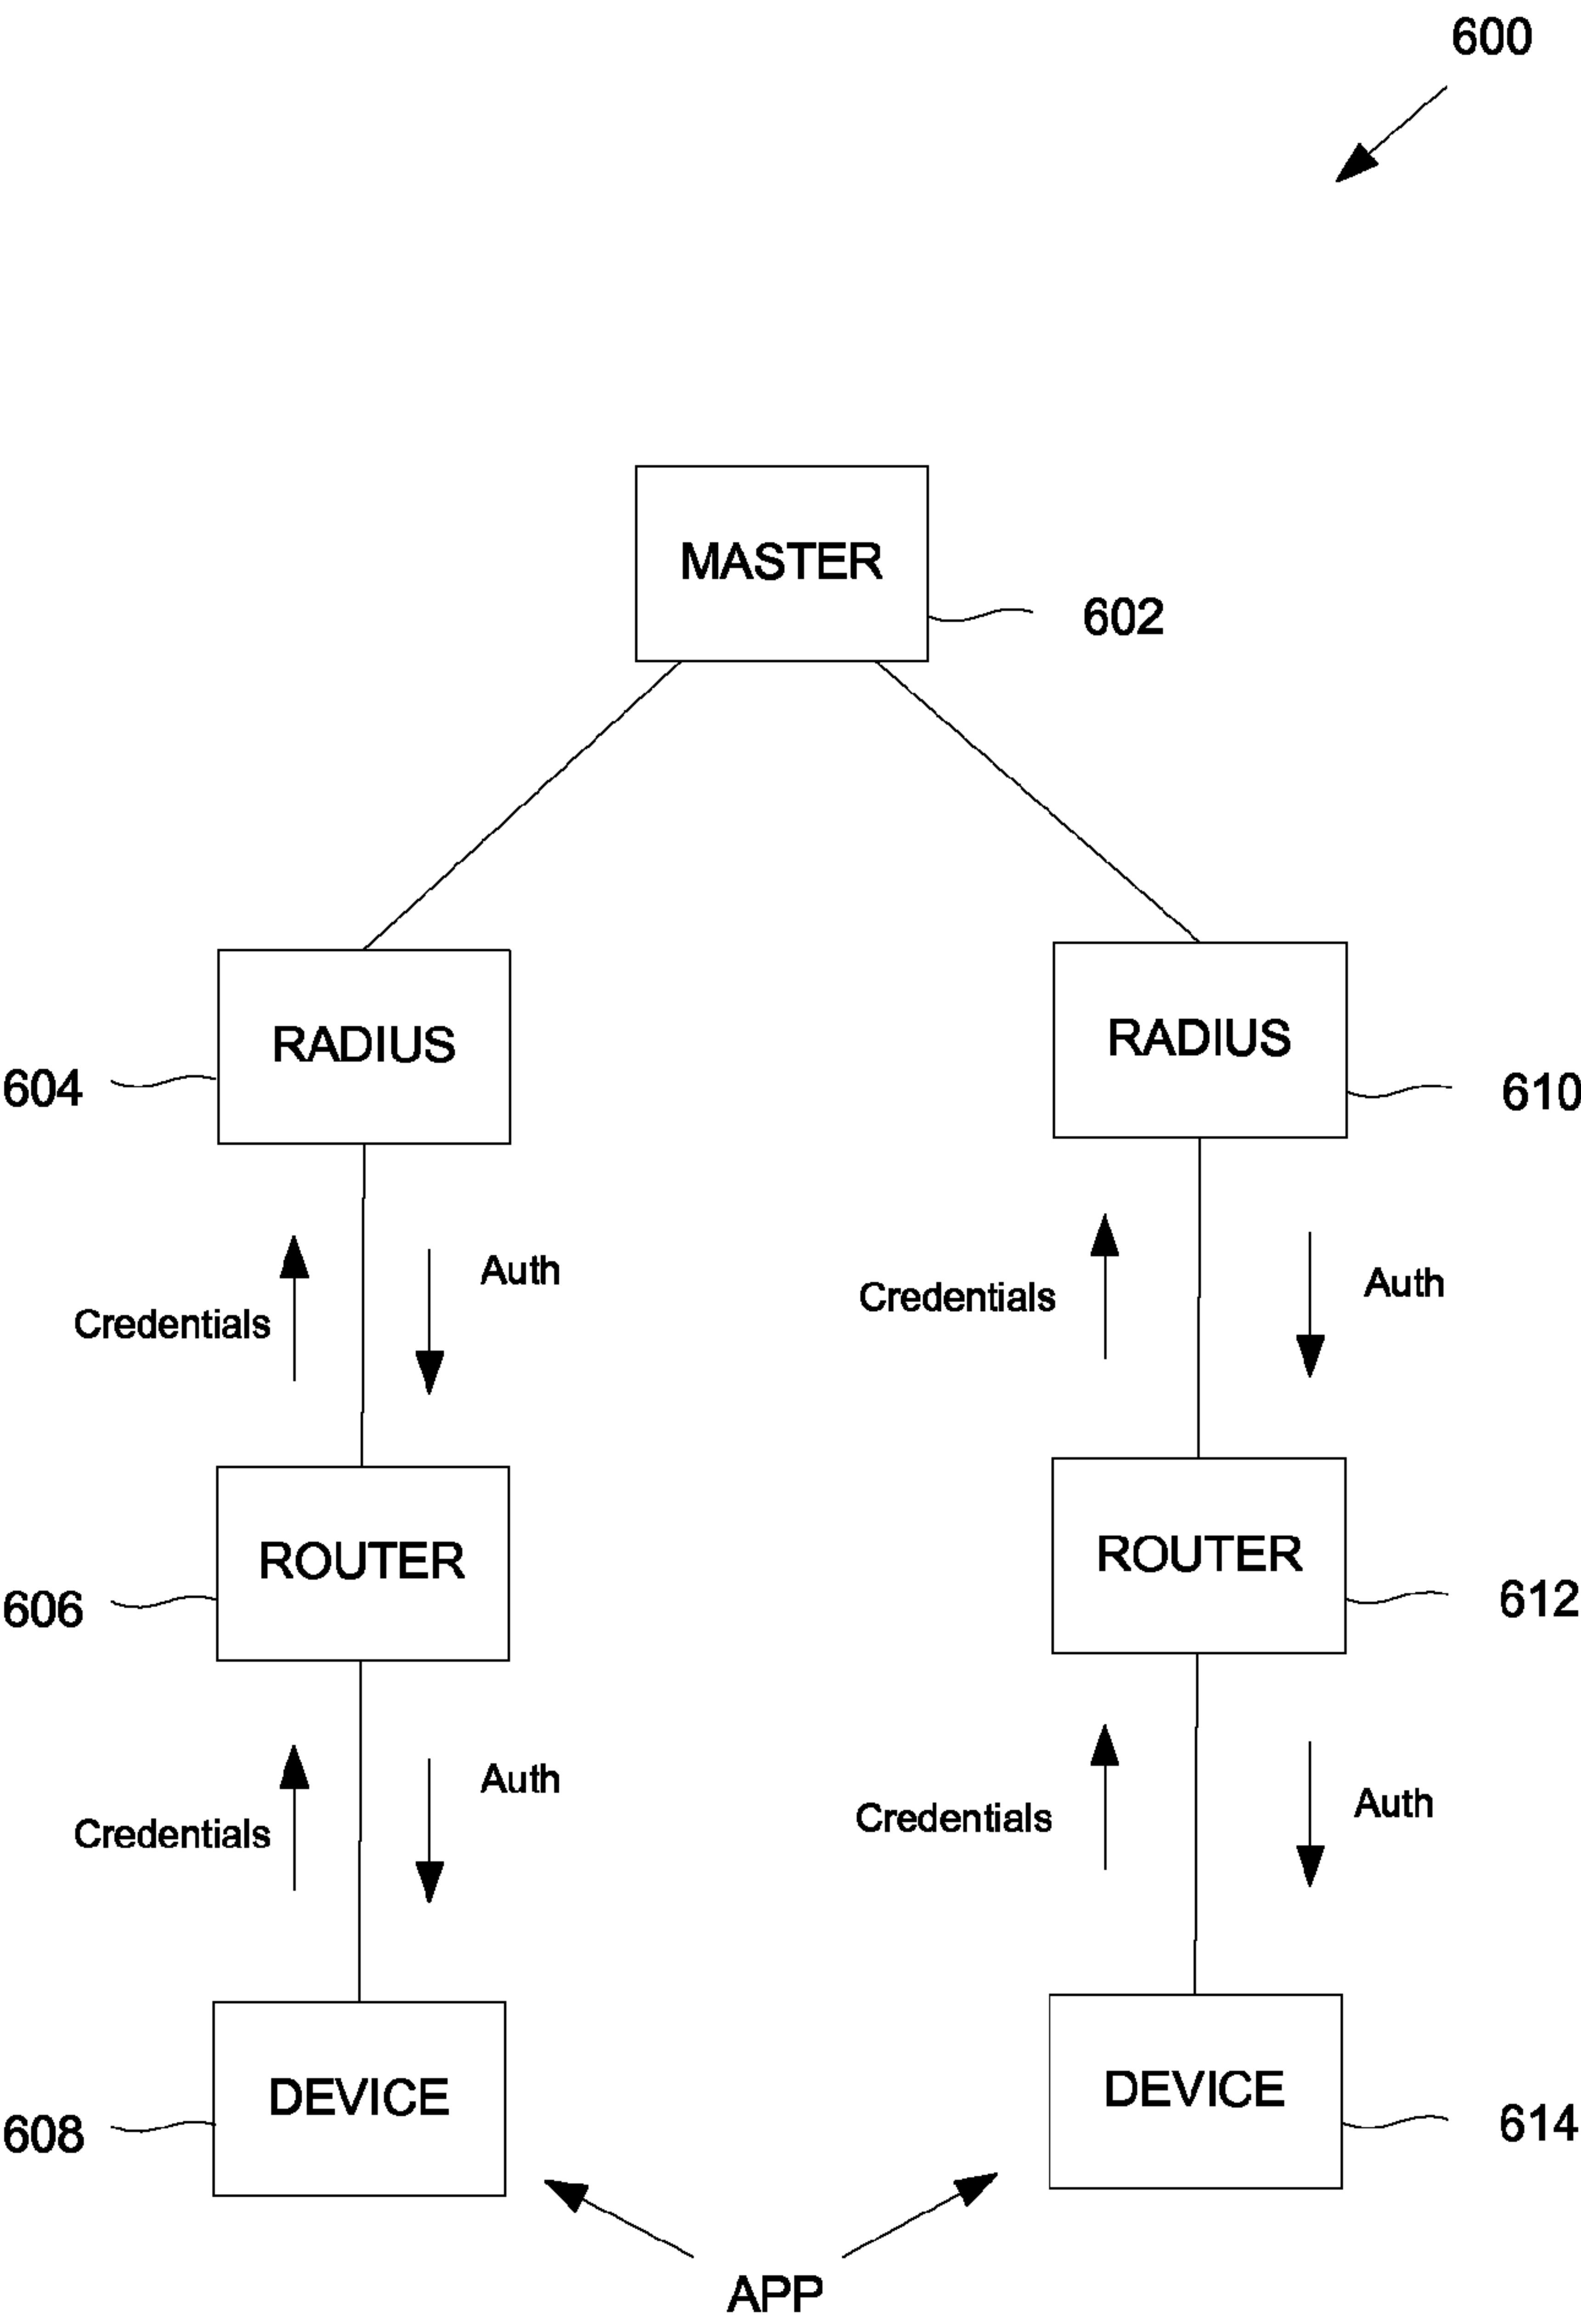 600
MASTER
602
RADIUS
RADIUS
604
610
Auth
Auth
Credentials
Credentials
ROUTER
ROUTER
606
612
Auth
Auth
Credentials
Credentials
DEVICE
DEVICE
608
614
APP